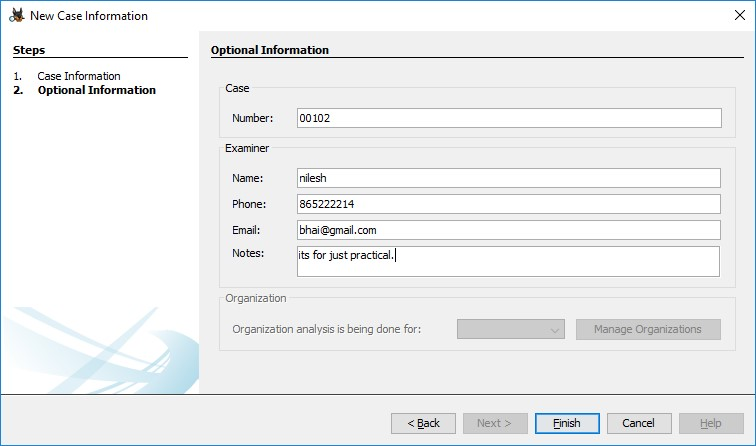 New Case Information
Steps
1. Case Information
2. Optional Information
Optional Information
Case
Number: 00102
Examiner
Name: nilesh
Phone: 865222214
Email: bhai@gmail.com
Notes: its for just practical.
Organization
Organization analysis is being done for: Manage Organizations
< Back Next > Finish Cancel Help